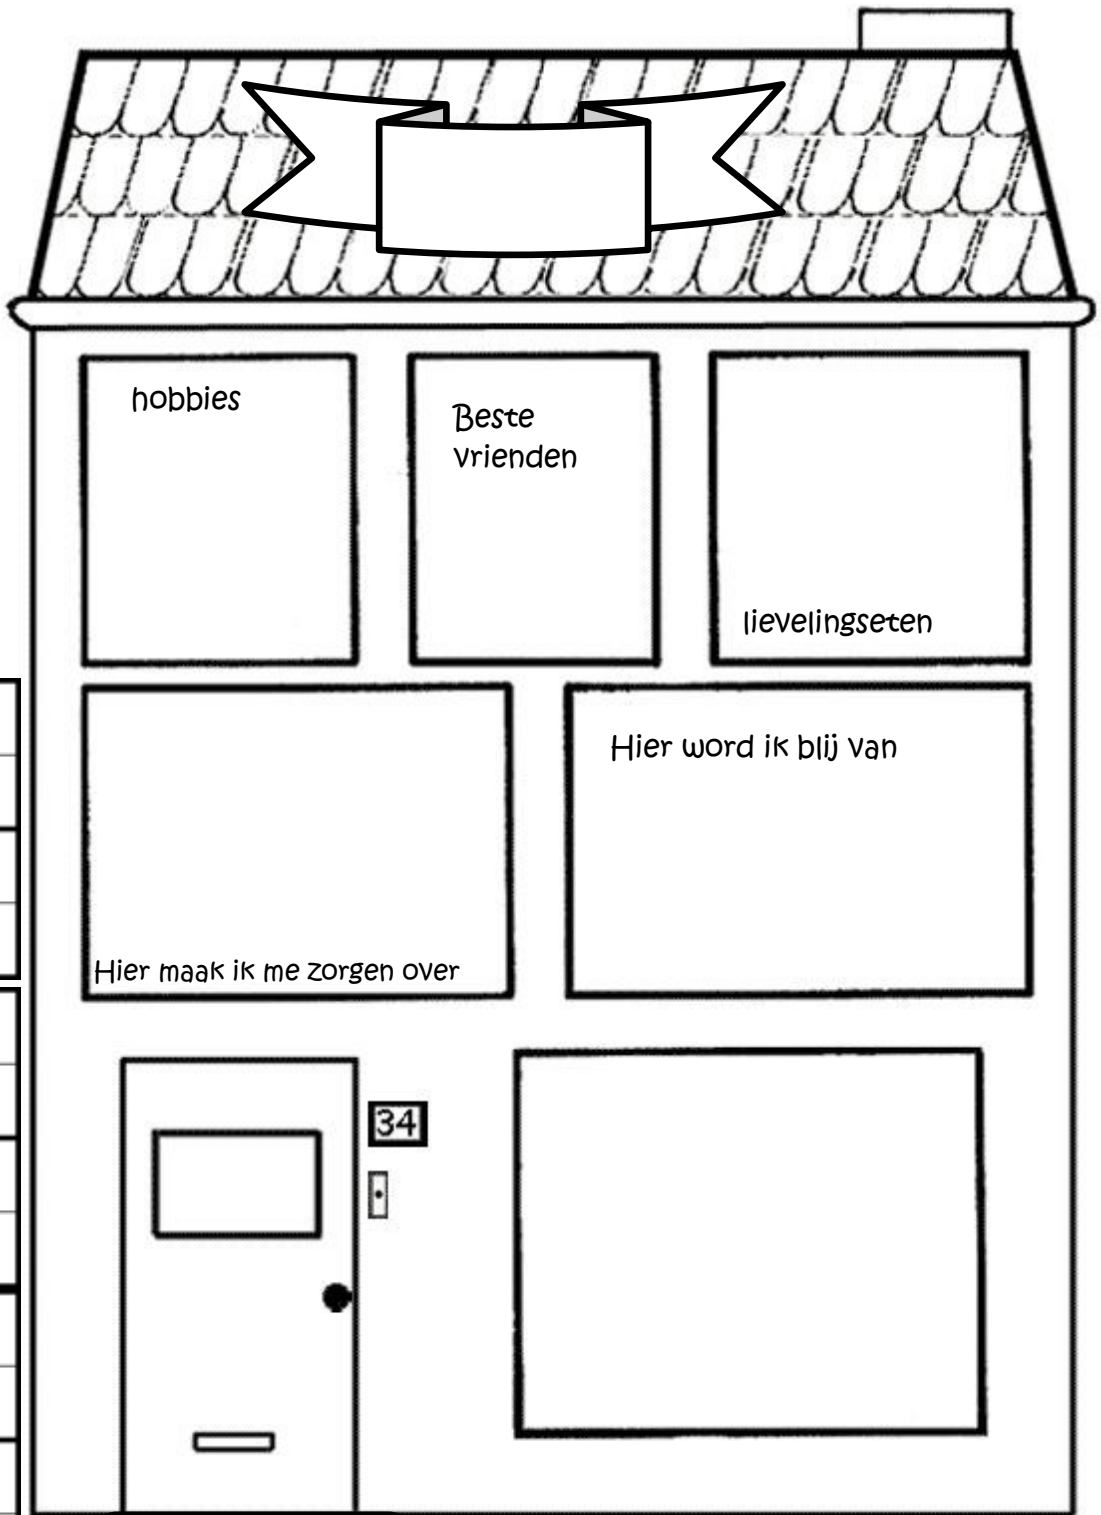 hobbies
Beste
vrienden
lievelingseten
Hier maak ik me zorgen over
Hier word ik blij van
34